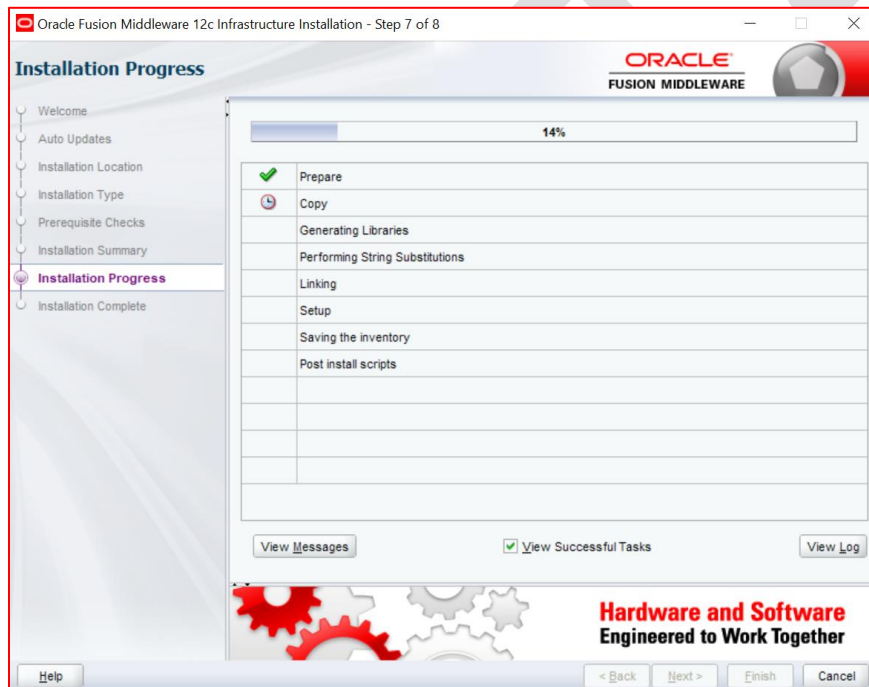 Oracle Fusion Middleware 12c Infrastructure Installation - Step 7 of 8
Installation Progress
ORACLE
FUSION MIDDLEWARE
Welcome
Auto Updates
Installation Location
Installation Type
Prerequisite Checks
Installation Summary
Installation Progress
Installation Complete
14%
Prepare
Copy
Generating Libraries
Performing String Substitutions
Linking
Setup
Saving the inventory
Post install scripts
View Messages
View Successful Tasks
View Log
Hardware and Software
Engineered to Work Together
Help
< Back
Next >
Finish
Cancel